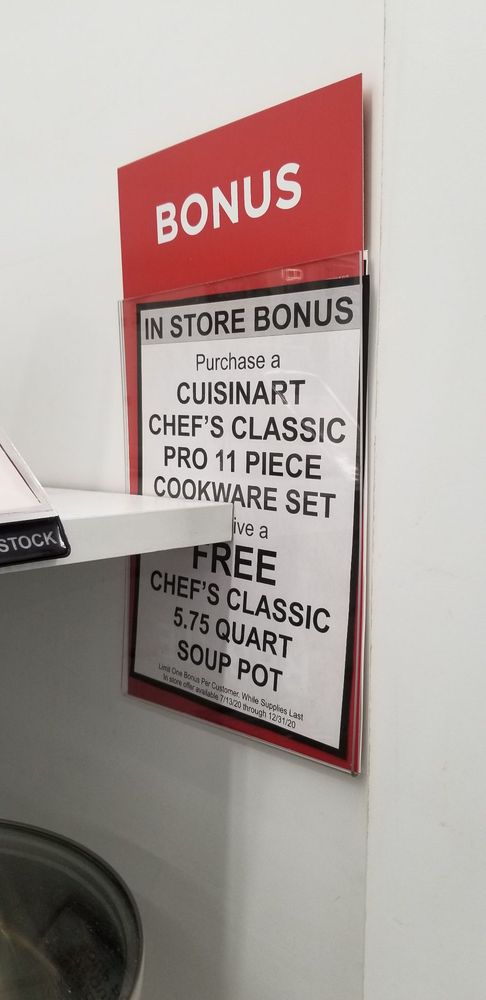 BONUS
IN STORE BONUS
Purchase a
CUISINART
CHEF'S CLASSIC
PRO 11 PIECE
COOKWARE SET
ive a
FREE
CHEF'S CLASSIC
5.75 QUART
SOUP POT
Limit One Bonus Per Customer. While Supplies Last
In store offer available 7/13/20 through 12/31/20
STOCK